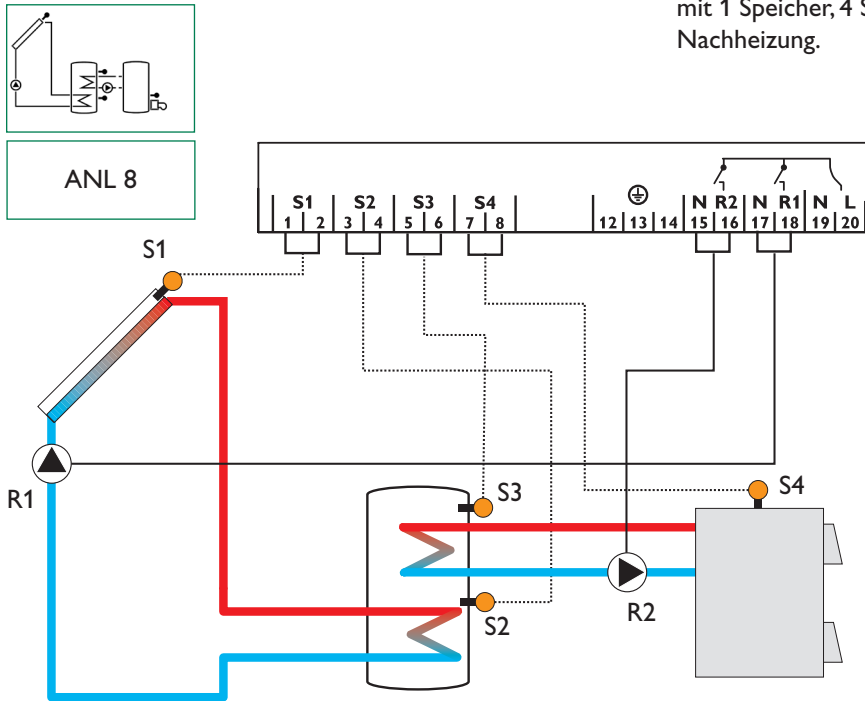 mit 1 Speicher, 4
Nachheizung.
ANL 8
S1 S2 S3 S4 N R2 N R1 N L
1 2 3 4 5 6 7 8 12 13 14 15 16 17 18 19 20
S1
S3
S4
R1
S2
R2